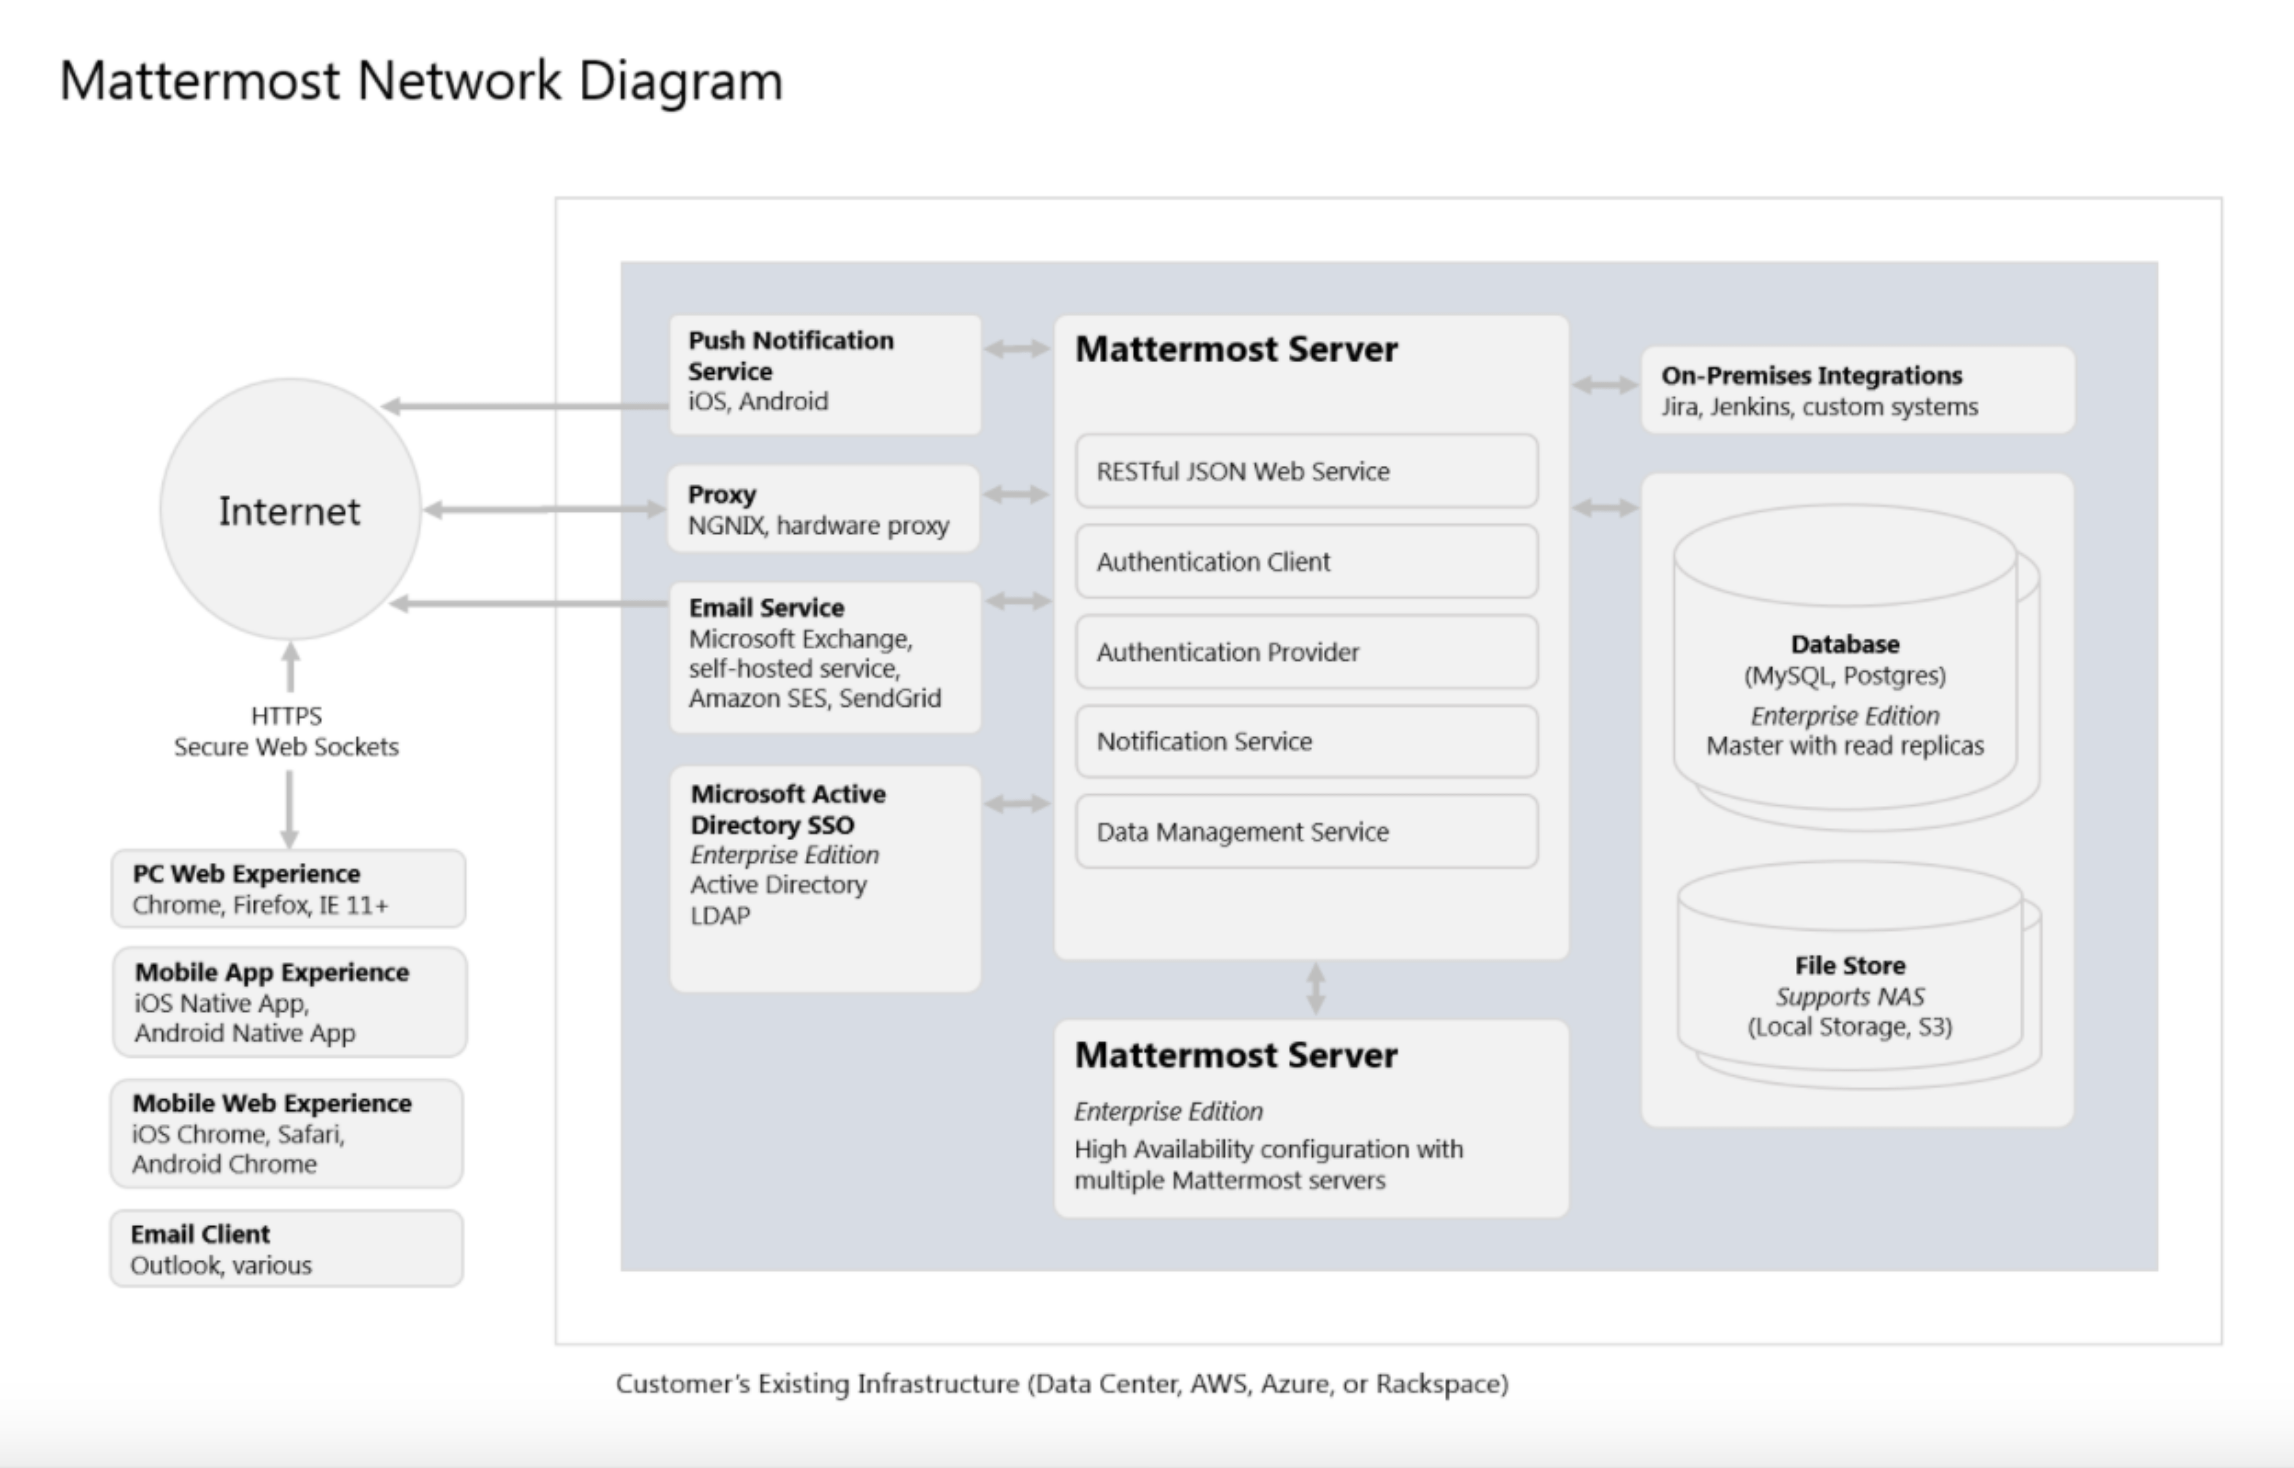 Mattermost Network Diagram
Internet
HTTPS
Secure Web Sockets
PC Web Experience
Chrome, Firefox, IE 11+
Mobile App Experience
iOS Native App,
Android Native App
Mobile Web Experience
iOS Chrome, Safari,
Android Chrome
Email Client
Outlook, various
Push Notification
Service
iOS, Android
Proxy
NGNIX, hardware proxy
Email Service
Microsoft Exchange,
self-hosted service,
Amazon SES, SendGrid
Microsoft Active
Directory SSO
Enterprise Edition
Active Directory
LDAP
Mattermost Server
RESTful JSON Web Service
Authentication Client
Authentication Provider
Notification Service
Data Management Service
Mattermost Server
Enterprise Edition
High Availability configuration with
multiple Mattermost servers
On-Premises Integrations
Jira, Jenkins, custom systems
Database
(MySQL, Postgres)
Enterprise Edition
Master with read replicas
File Store
Supports NAS
(Local Storage, S3)
Customer’s Existing Infrastructure (Data Center, AWS, Azure, or Rackspace)